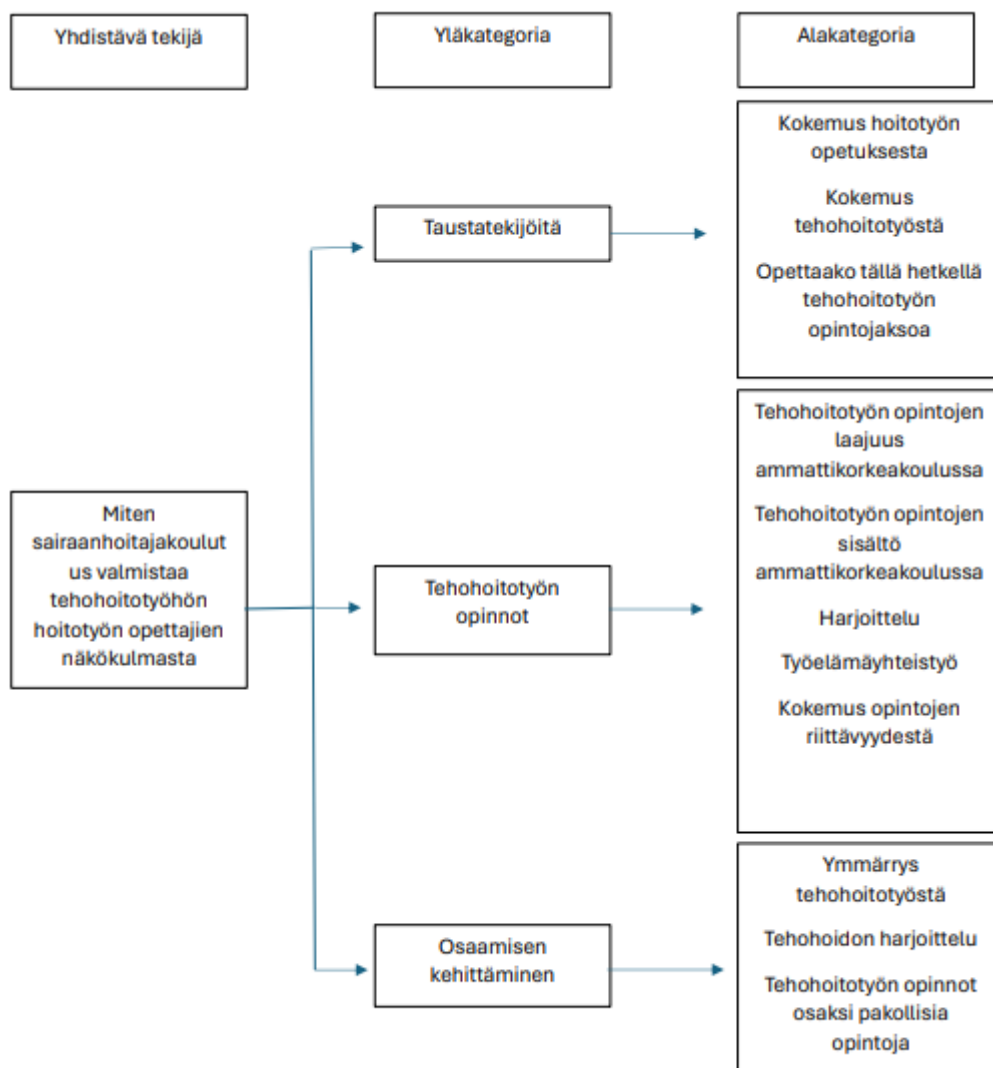 Yhdistävä tekijä
Yläkategoria
Alakategoria
Kokemus hoitotyön
opetuksesta
Kokemus
tehohoitotyöstä
Opettaako tällä hetkellä
tehohoitotyön
opintojaksoa
Taustatekijöitä
Miten
sairaanhoitajakoulut
us valmistaa
tehohoitotyöhön
hoitotyön opettajien
näkökulmasta
Tehohoitotyön
opinnot
Tehohoitotyön opintojen
laajuus
ammattikorkeakoulussa
Tehohoitotyön opintojen
sisältö
ammattikorkeakoulussa
Harjoittelu
Työelämäyhteistyö
Kokemus opintojen
riittävyydestä
Osaamisen
kehittäminen
Ymmärrys
tehohoitotyöstä
Tehohoidon harjoittelu
Tehohoitotyön opinnot
osaksi pakollisia
opintoja